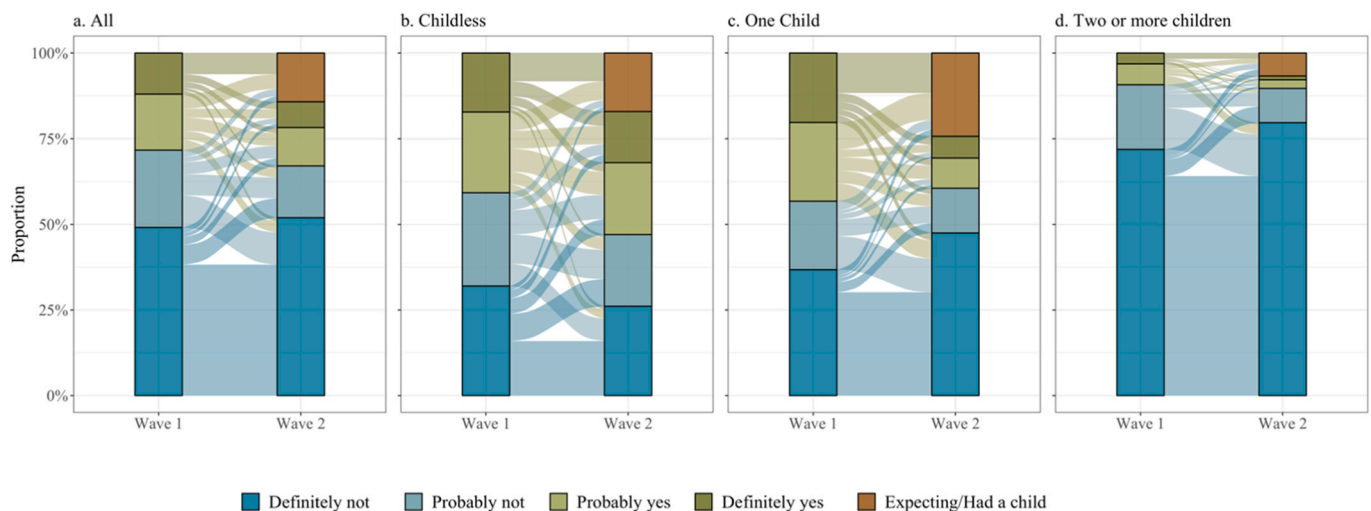 a. All
b. Childless
c. One Child
d. Two or more children
100%
75%
50%
25%
0%
Proportion
Wave 1 Wave 2 Wave 1 Wave 2 Wave 1 Wave 2 Wave 1 Wave 2
Definitely not Probably not Probably yes Definitely yes Expecting/Had a child